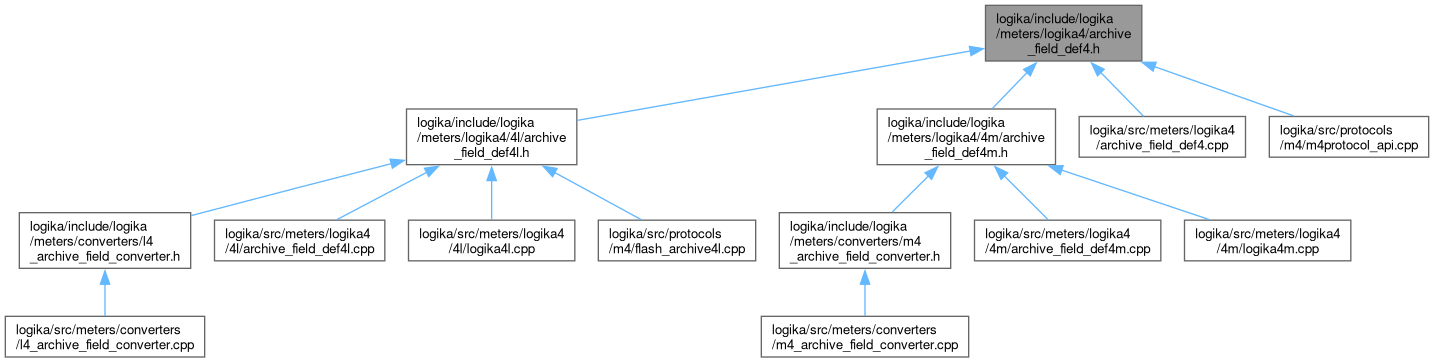 logika/include/logika
/meters/logika4/archive
_field_def4.h
logika/include/logika
/meters/logika4/4l/archive
_field_def4l.h
logika/include/logika
/meters/logika4/4m/archive
_field_def4m.h
logika/src/meters/logika4
/archive_field_def4.cpp
logika/src/protocols
/m4/m4protocol_api.cpp
logika/include/logika
/meters/converters/l4
_archive_field_converter.h
logika/src/meters/logika4
/4l/archive_field_def4l.cpp
logika/src/meters/logika4
/4l/logika4l.cpp
logika/src/protocols
/m4/flash_archive4l.cpp
logika/include/logika
/meters/converters/m4
_archive_field_converter.h
logika/src/meters/logika4
/4m/archive_field_def4m.cpp
logika/src/meters/logika4
/4m/logika4m.cpp
logika/src/meters/converters
/l4_archive_field_converter.cpp
logika/src/meters/converters
/m4_archive_field_converter.cpp